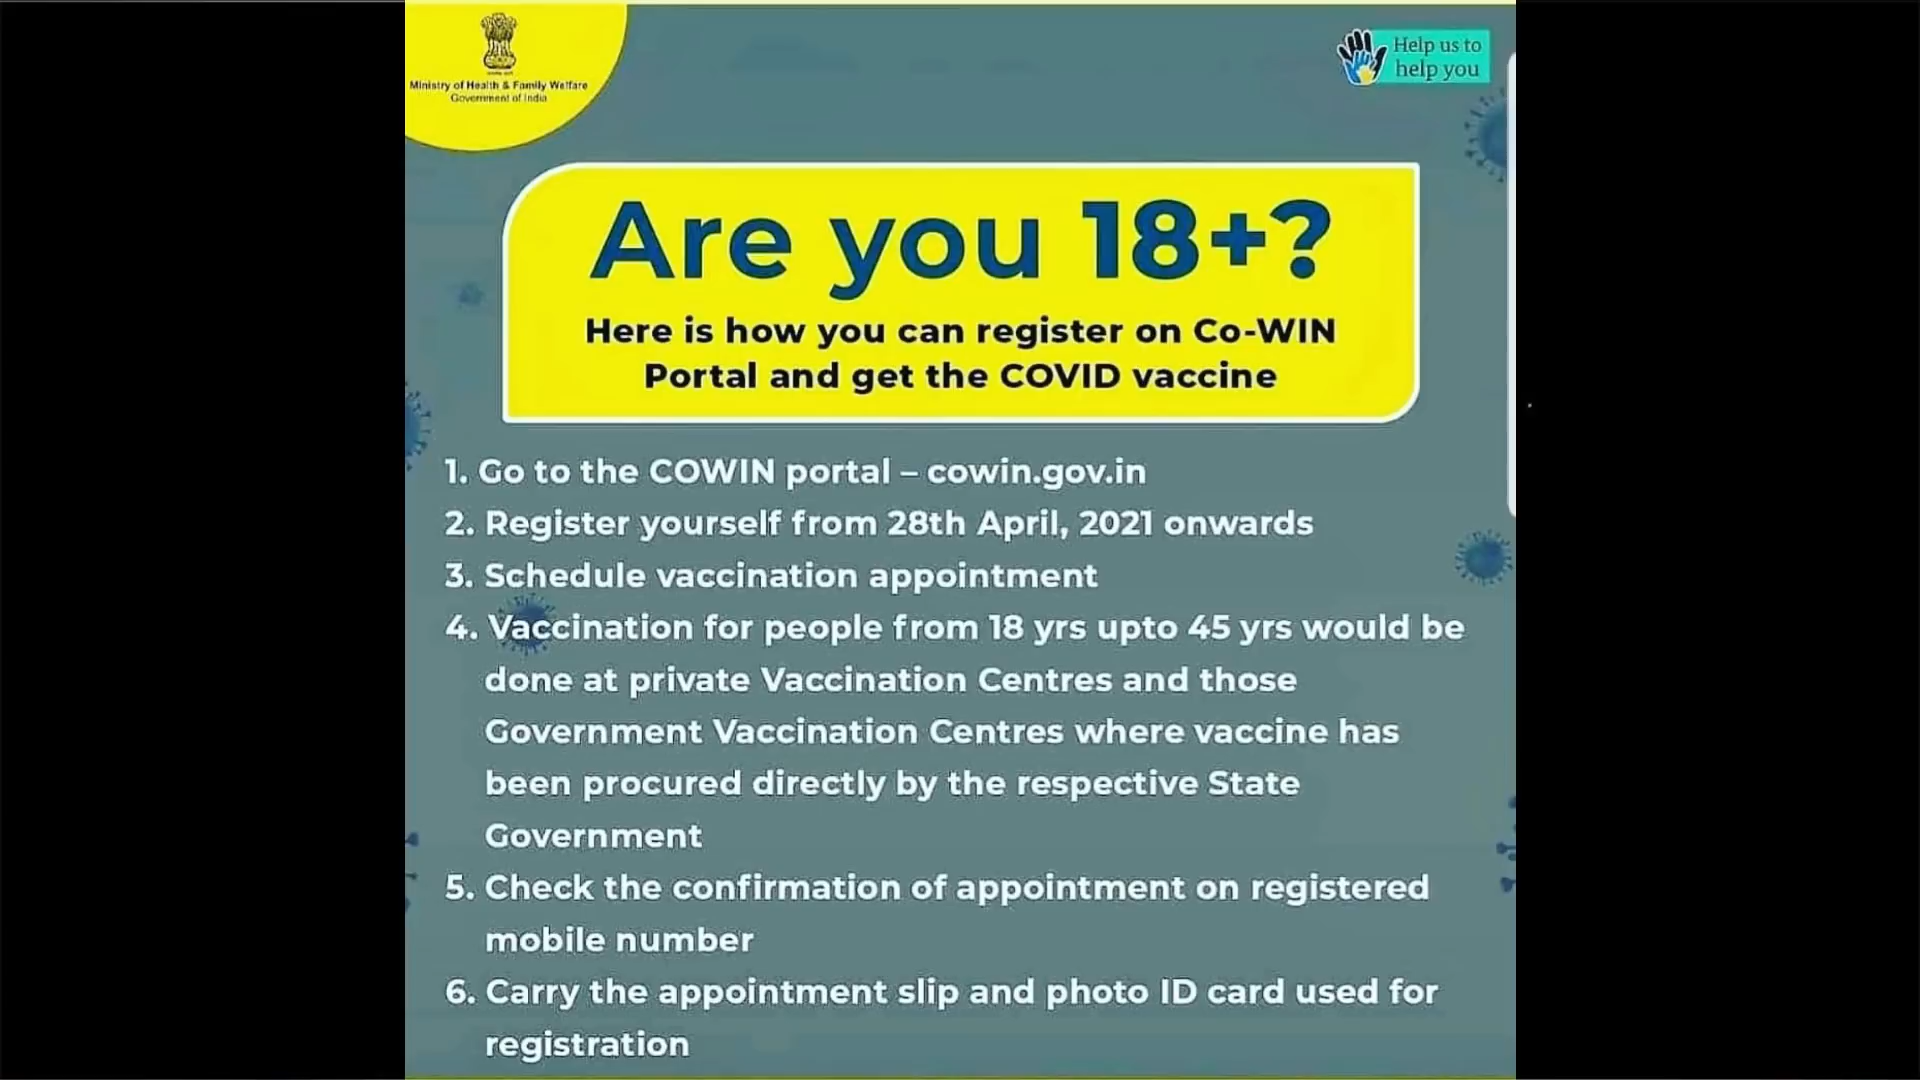 Ministry of Health & Family Welfare
Government of India
Help us to
help you
Are you 18+?
Here is how you can register on Co-WIN
Portal and get the COVID vaccine
1. Go to the COWIN portal – cowin.gov.in
2. Register yourself from 28th April, 2021 onwards
3. Schedule vaccination appointment
4. Vaccination for people from 18 yrs upto 45 yrs would be
done at private Vaccination Centres and those
Government Vaccination Centres where vaccine has
been procured directly by the respective State
Government
5. Check the confirmation of appointment on registered
mobile number
6. Carry the appointment slip and photo ID card used for
registration